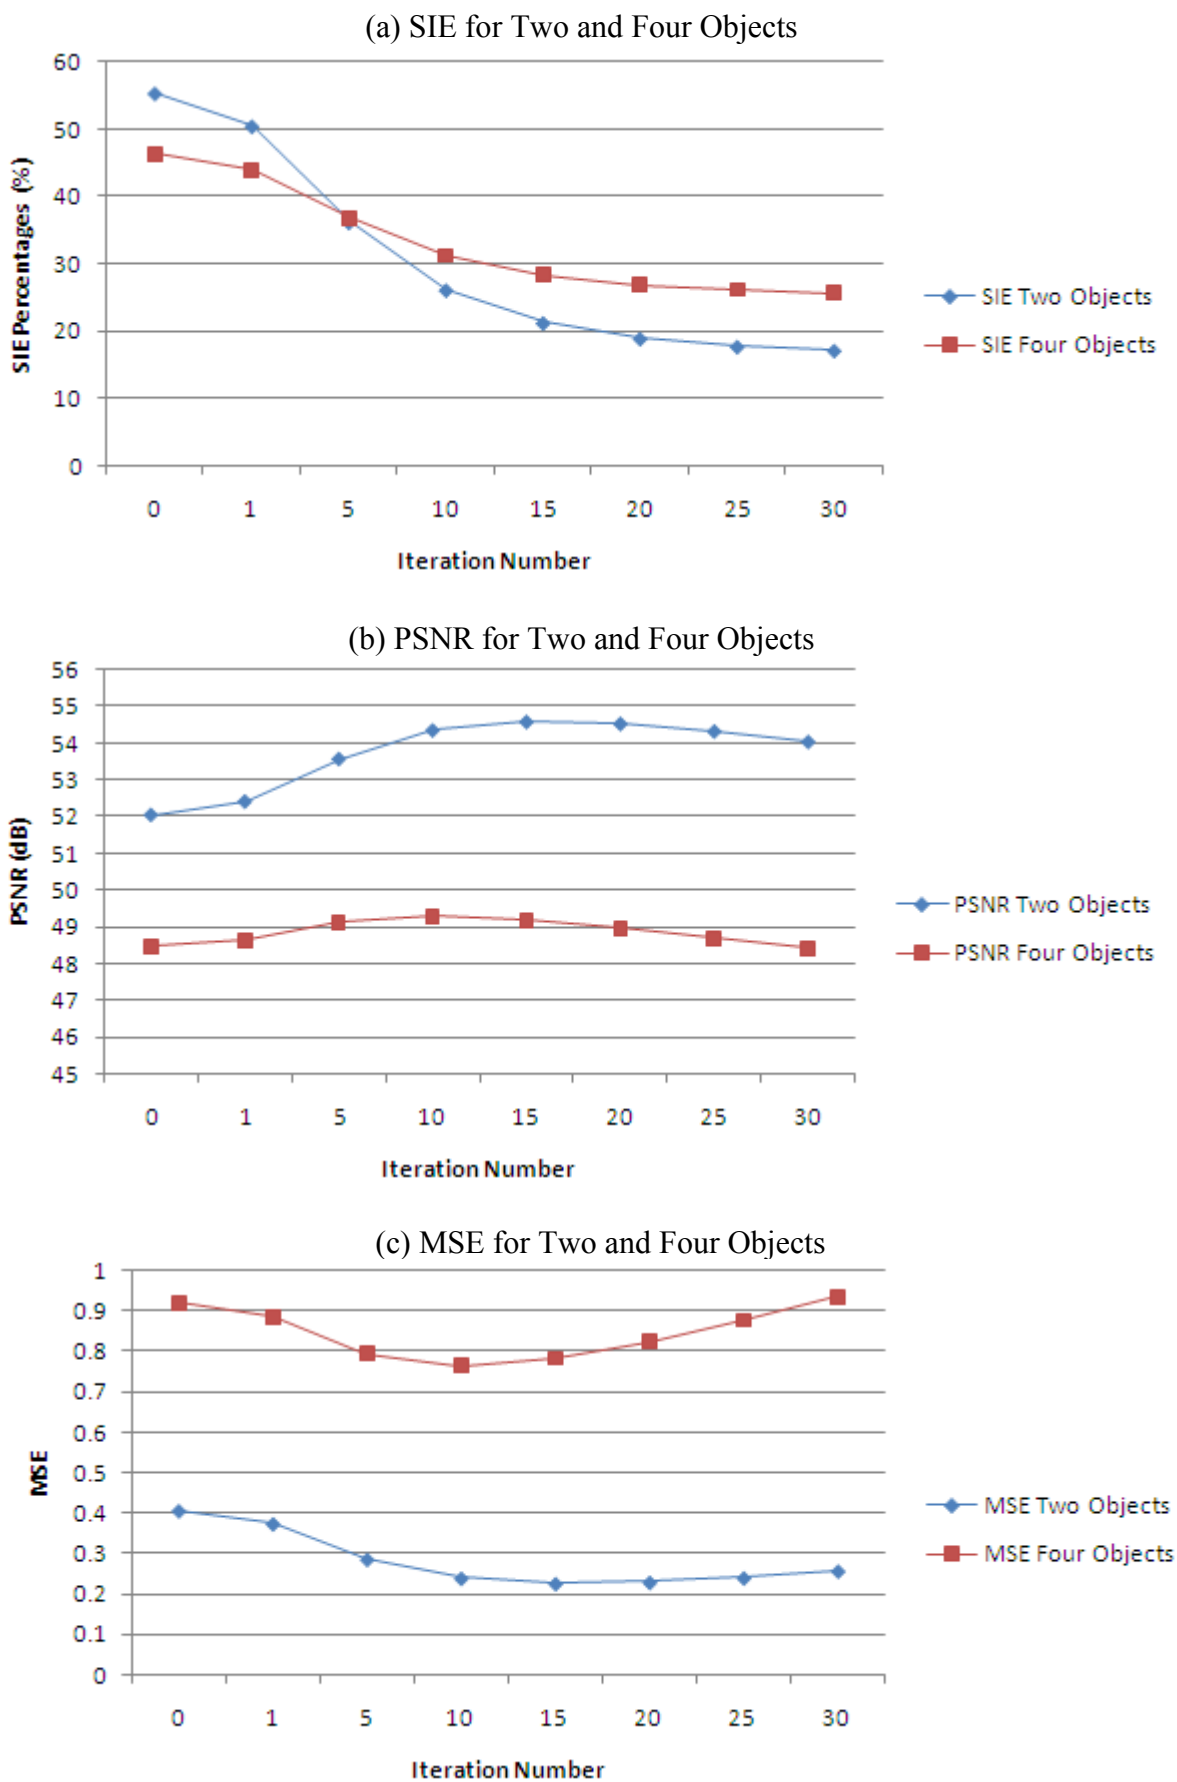 (a) SIE for Two and Four Objects
60
50
40
30
20
10
0
SIE Percentages (%)
0 1 5 10 15 20 25 30
Iteration Number
SIE Two Objects
SIE Four Objects
(b) PSNR for Two and Four Objects
56
55
54
53
52
51
50
49
48
47
46
45
PSNR (dB)
0 1 5 10 15 20 25 30
Iteration Number
PSNR Two Objects
PSNR Four Objects
(c) MSE for Two and Four Objects
1
0.9
0.8
0.7
0.6
0.5
0.4
0.3
0.2
0.1
0
MSE
0 1 5 10 15 20 25 30
Iteration Number
MSE Two Objects
MSE Four Objects